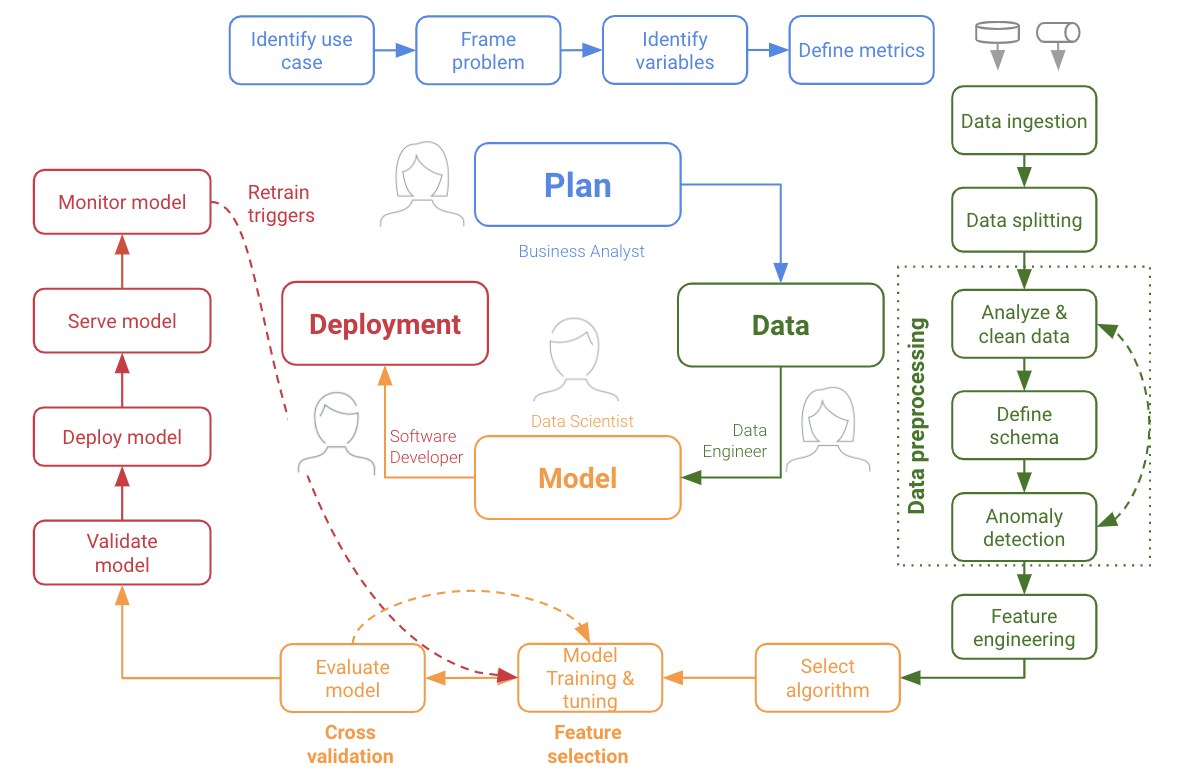 Identify use
case
Frame
problem
Identify
variables
Define metrics
Data ingestion
Data splitting
Data preprocessing
Analyze &
clean data
Define
schema
Anomaly
detection
Feature
engineering
Plan
Business Analyst
Data
Data
Engineer
Data Scientist
Model
Deployment
Software
Developer
Monitor model
Retrain
triggers
Serve model
Deploy model
Validate
model
Evaluate
model
Cross
validation
Model
Training &
tuning
Feature
selection
Select
algorithm